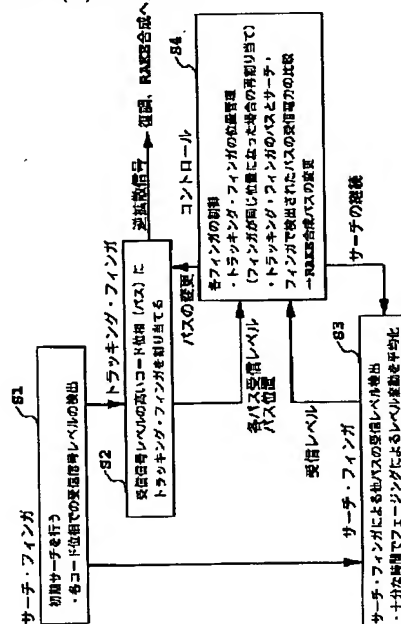 サーチ・フィンガ
S1
初期サーチを行う
・各コード位相での受信信号レベルの検出
トラッキング・フィンガ
S2
受信信号レベルの高いコード位相(パス)に
トラッキング・フィンガを割り当てる
逆拡散信号
復調、RAKE合成へ
パスの変更
コントロール
S4
各フィンガの制御
・トラッキング・フィンガの位置管理
(フィンガが同じ位置になった場合の再割り当て)
・トラッキング・フィンガのパスとサーチ・
フィンガで検出されたパスの受信電力の比較
→RAKE合成パスの変更
各パス受信レベル
パス位置
受信レベル
サーチの継続
サーチ・フィンガ
S3
サーチ・フィンガによる他パスの受信レベル検出
・十分な時間でフェージングによるレベル変動を平均化